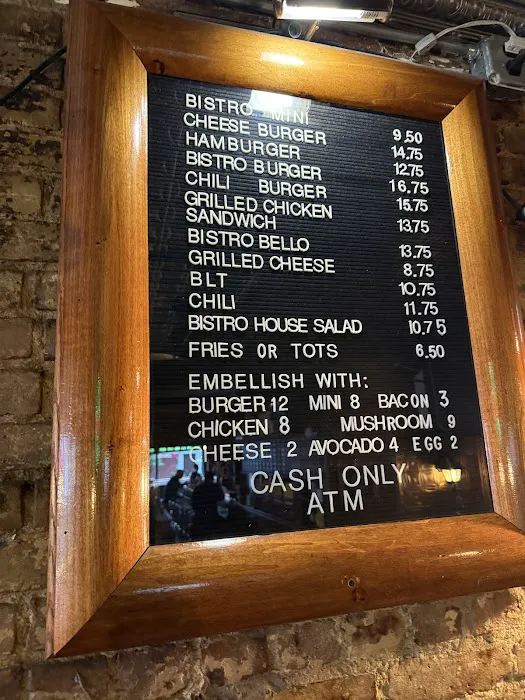 BISTRO MINI 9.50
CHEESE BURGER 14.75
HAMBURGER 12.75
BISTRO BURGER 16.75
CHILI BURGER 15.75
GRILLED CHICKEN
SANDWICH 13.75
BISTRO BELLO 13.75
GRILLED CHEESE 8.75
BLT 10.75
CHILI 11.75
BISTRO HOUSE SALAD 10.75
FRIES OR TOTS 6.50
EMBELLISH WITH:
BURGER 12 MINI 8 BACON 3
CHICKEN 8 MUSHROOM 9
CHEESE 2 AVOCADO 4 EGG 2
CASH ONLY
ATM